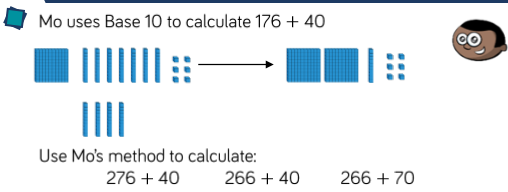 Mo uses Base 10 to calculate 176 + 40
Use Mo's method to calculate:
276 + 40 266 + 40 266 + 70